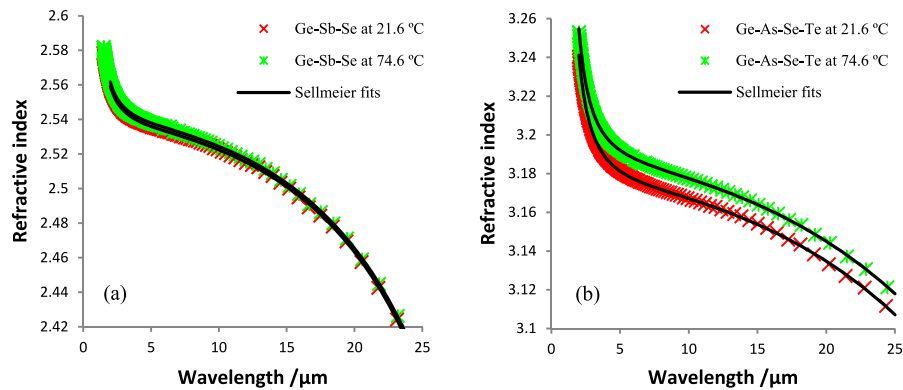 2.6
2.58
2.56
2.54
2.52
2.5
2.48
2.46
2.44
2.42
Refractive index
Ge-Sb-Se at 21.6 ºC
Ge-Sb-Se at 74.6 ºC
Sellmeier fits
(a)
0 5 10 15 20 25
Wavelength /µm
3.26
3.24
3.22
3.2
3.18
3.16
3.14
3.12
3.1
Refractive index
Ge-As-Se-Te at 21.6 ºC
Ge-As-Se-Te at 74.6 ºC
Sellmeier fits
(b)
0 5 10 15 20 25
Wavelength /µm